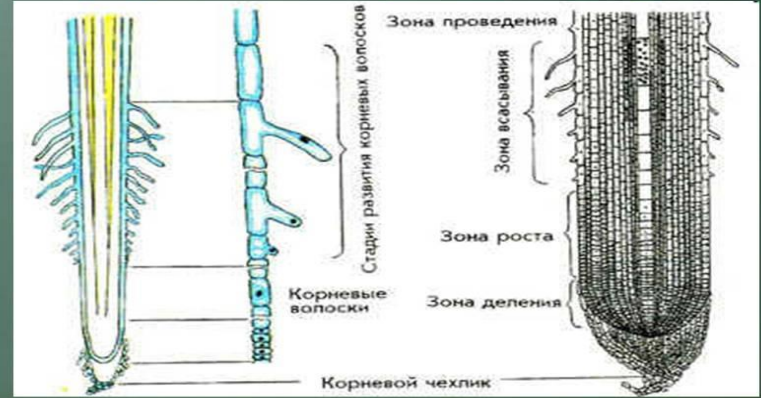 Зона проведения
Стадии развития корневых волосков
Зона всасывания
Зона роста
Корневые
волоски
Зона деления
Корневой чехлик